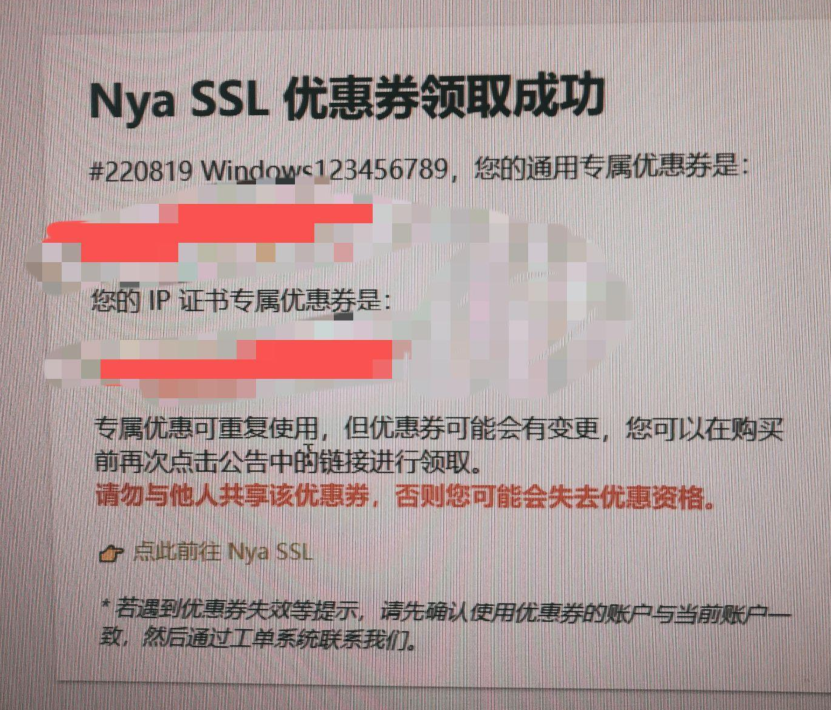 Nya SSL 优惠券领取成功
#220819 Windows123456789，您的通用专属优惠券是：
您的 IP 证书专属优惠券是：
专属优惠可重复使用，但优惠券可能会有变更，您可以在购买
前再次点击公告中的链接进行领取。
请勿与他人共享该优惠券，否则您可能会失去优惠资格。
👉 点此前往 Nya SSL
* 若遇到优惠券失效等提示，请先确认使用优惠券的账户与当前账户一
致，然后通过工单系统联系我们。